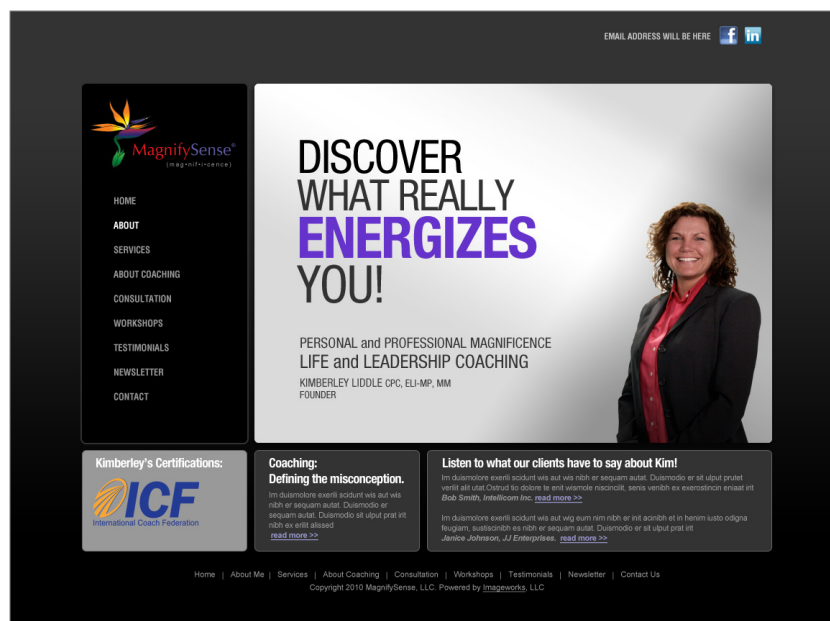 EMAIL ADDRESS WILL BE HERE
f in
MagnifySense®
(mag•nif•i•cence)
HOME
ABOUT
SERVICES
ABOUT COACHING
CONSULTATION
WORKSHOPS
TESTIMONIALS
NEWSLETTER
CONTACT
DISCOVER
WHAT REALLY
ENERGIZES
YOU!
PERSONAL and PROFESSIONAL MAGNIFICENCE
LIFE and LEADERSHIP COACHING
KIMBERLEY LIDDLE CPC, ELI-MP, MM
FOUNDER
Kimberley's Certifications:
ICF
International Coach Federation
Coaching:
Defining the misconception.
Im duismolore exerili scidunt wis aut wis
nibh er sequam autat. Duismodio er
sequam autat. Duismodio sit ulput prat irit
nibh ex erilit alissed
read more >>
Listen to what our clients have to say about Kim!
Im duismolore exerili scidunt wis aut wis nibh er sequam autat. Duismodio er sit ulput prutet
verilit alit utat.Ostrud tio dolore te enit wismole niscincilit, senis venibh ex exerostincin eniaat irit
Bob Smith, Intellicom Inc. read more >>
Im duismolore exerili scidunt wis aut wig eum nim nibh er init acinibh et in henim iusto odigna
feugiam, sustiscinibh es nibh er sequam autat. Duismodio er sit ulput prat irit
Janice Johnson, JJ Enterprises. read more >>
Home | About Me | Services | About Coaching | Consultation | Workshops | Testimonials | Newsletter | Contact Us
Copyright 2010 MagnifySense, LLC. Powered by Imageworks, LLC